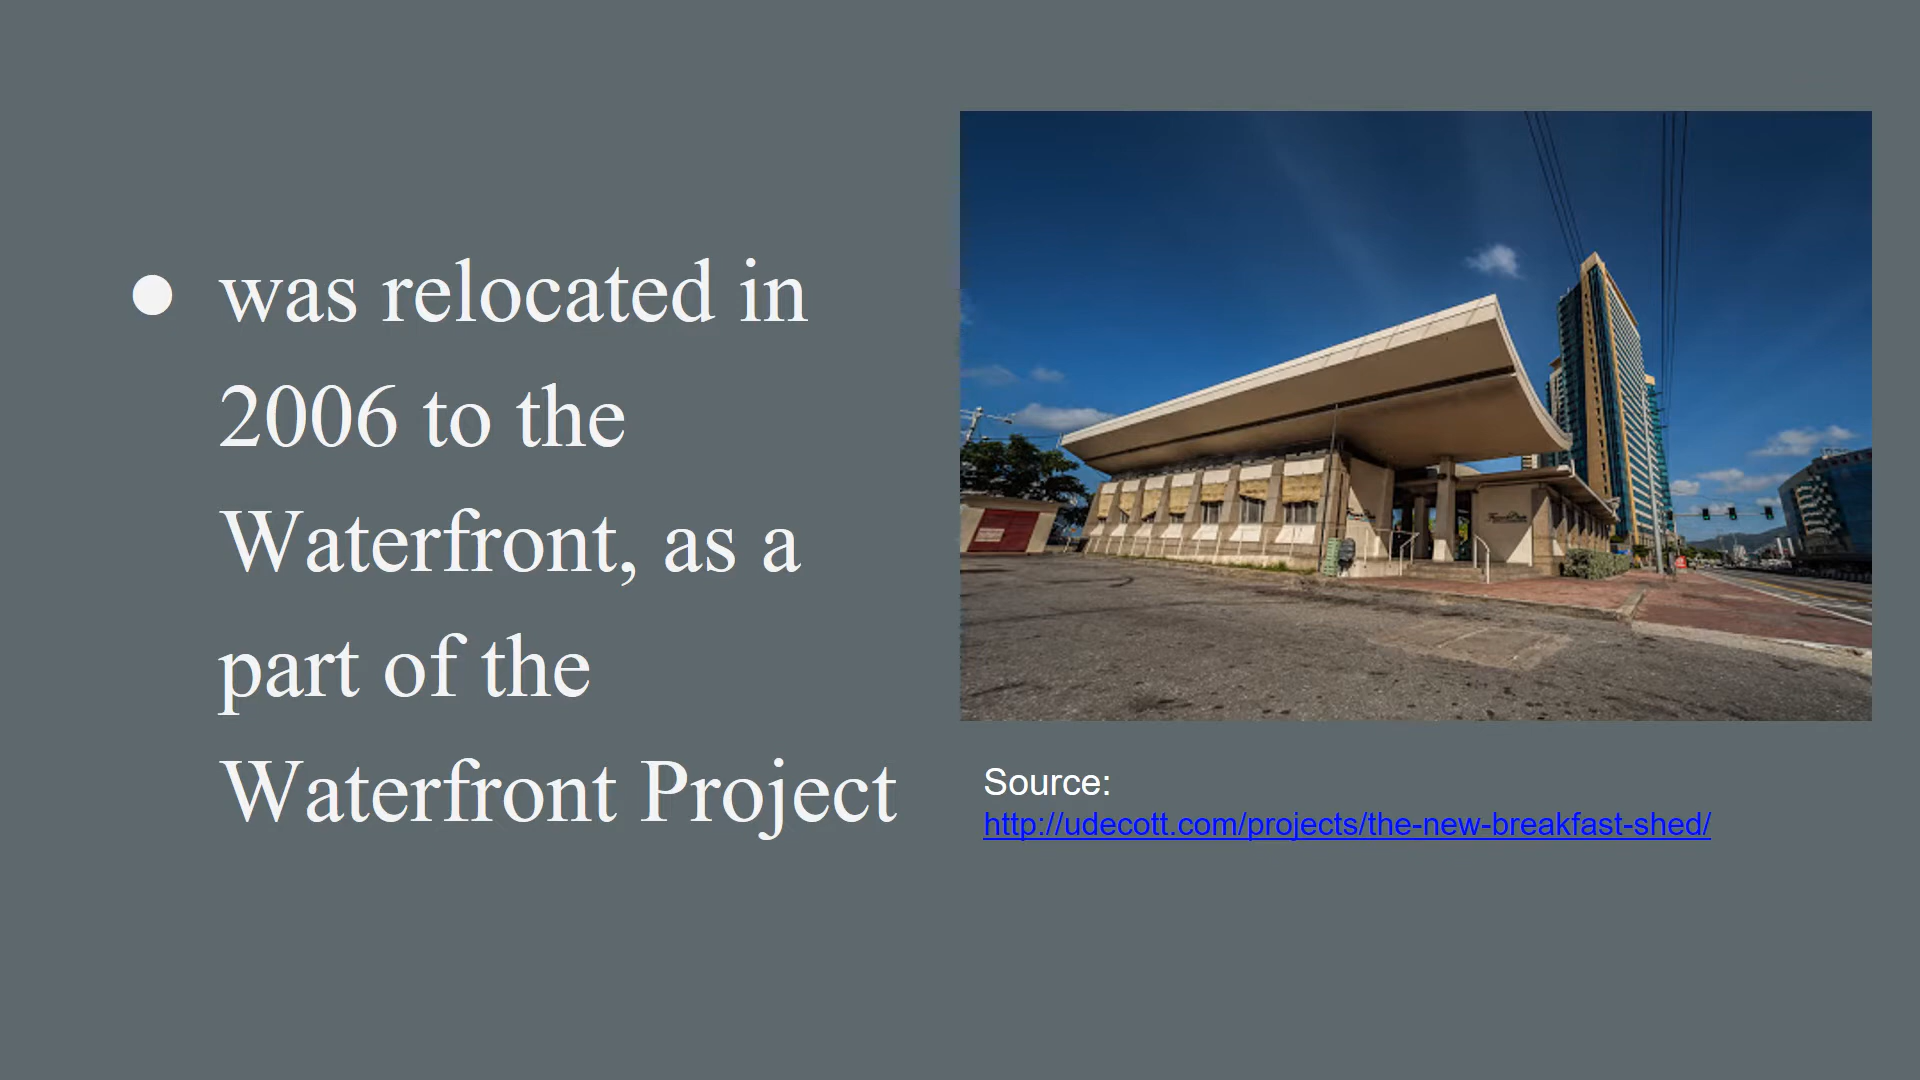 ● was relocated in
2006 to the
Waterfront, as a
part of the
Waterfront Project
Source:
http://udecott.com/projects/the-new-breakfast-shed/